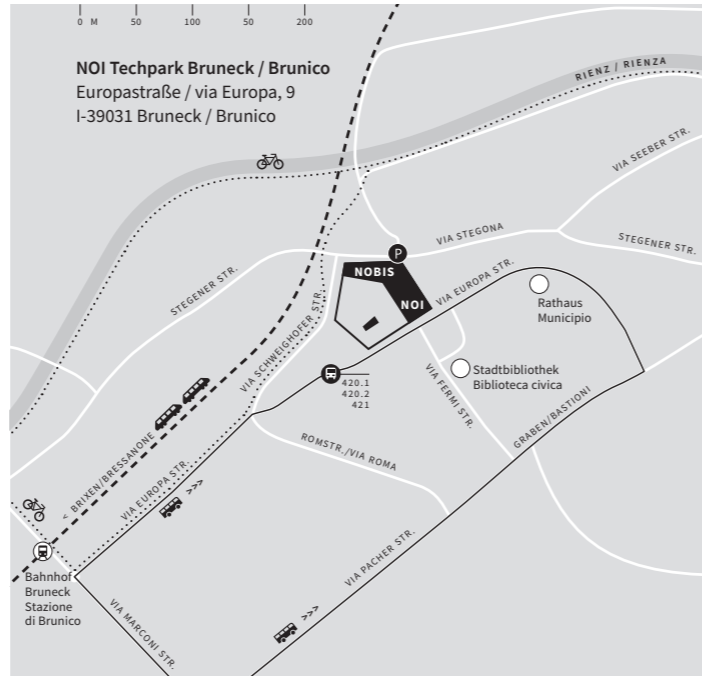 0 M 50 100 50 200
NOI Techpark Bruneck / Brunico
Europastraße / via Europa, 9
I-39031 Bruneck / Brunico
RIENZ / RIENZA
VIA SEEBER STR.
P
VIA STEGONA
STEGENER STR.
STEGENER STR.
NOBIS
NOI
VIA EUROPA STR.
Rathaus
Municipio
VIA SCHWEIGHOFER STR.
420.1
420.2
421
Stadtbibliothek
Biblioteca civica
VIA FERMI STR.
GRABEN/BASTIONI
ROMSTR./VIA ROMA
< BRIXEN/BRESSANONE
VIA EUROPA STR.
>>>
VIA PACHER STR.
Bahnhof
Bruneck
Stazione
di Brunico
VIA MARCONI STR.
>>>